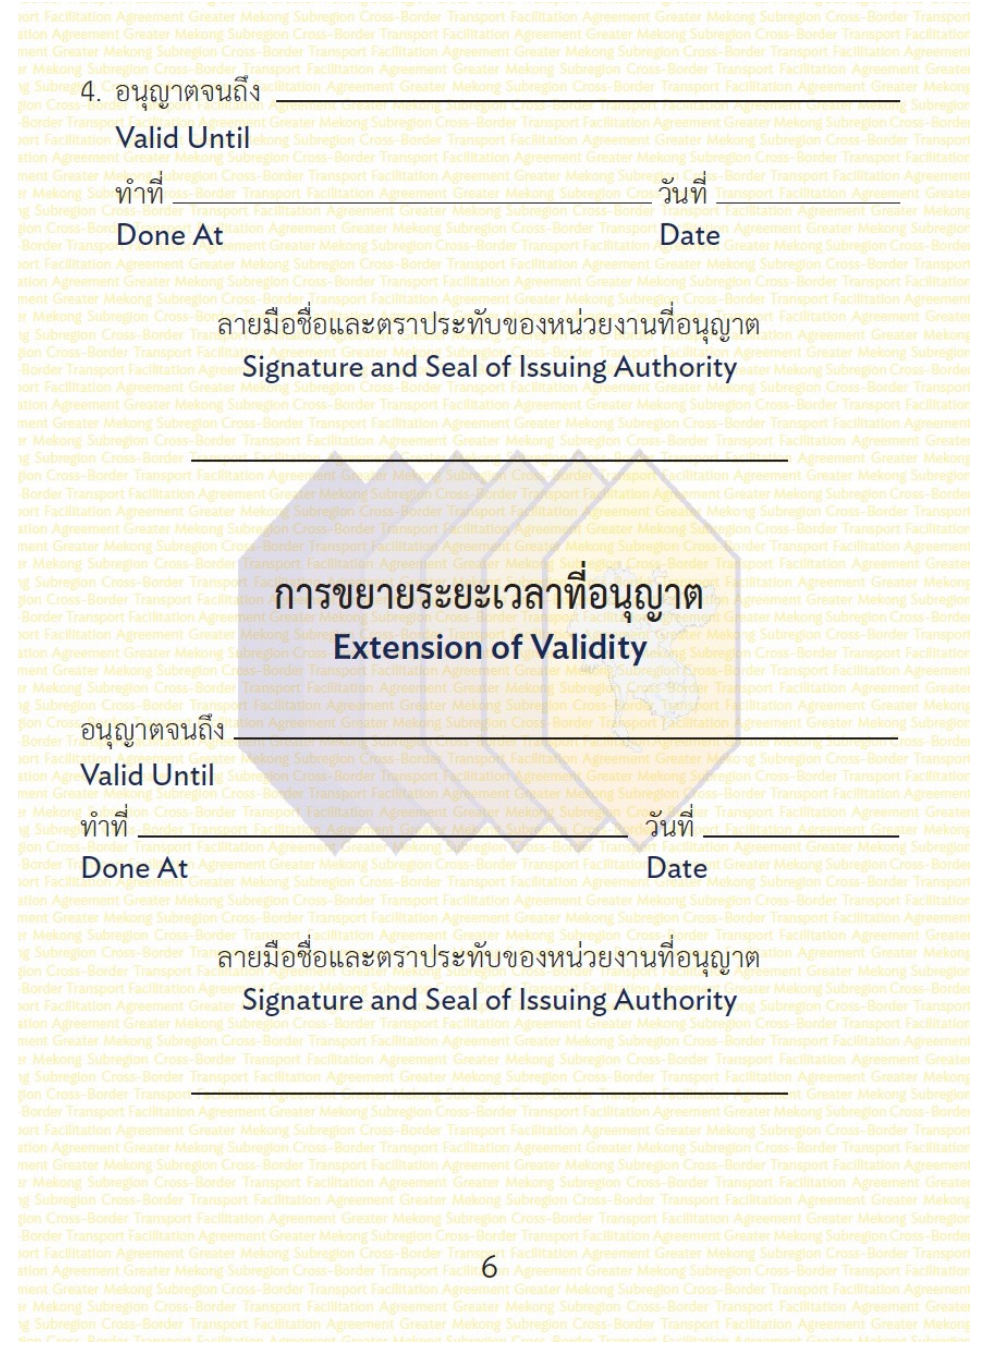 4. อนุญาตจนถึง
Valid Until
ทำที่ วันที่
Done At Date
ลายมือชื่อและตราประทับของหน่วยงานที่อนุญาต
Signature and Seal of Issuing Authority
การขยายระยะเวลาที่อนุญาต
Extension of Validity
อนุญาตจนถึง
Valid Until
ทำที่ วันที่
Done At Date
ลายมือชื่อและตราประทับของหน่วยงานที่อนุญาต
Signature and Seal of Issuing Authority
6